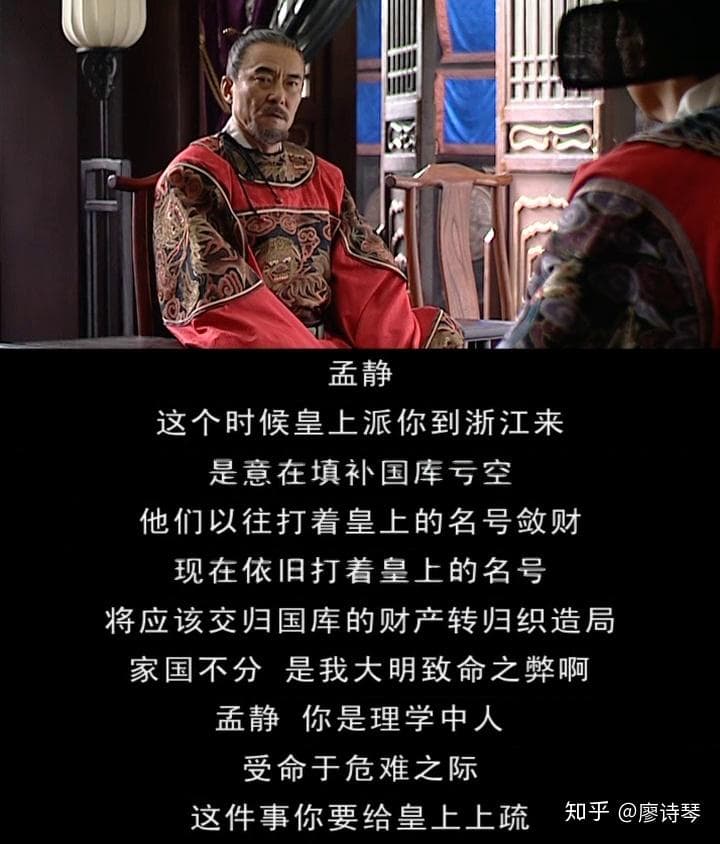 孟静
这个时候皇上派你到浙江来
是意在填补国库亏空
他们以往打着皇上的名号敛财
现在依旧打着皇上的名号
将应该交归国库的财产转归织造局
家国不分 是我大明致命之弊啊
孟静 你是理学中人
受命于危难之际
这件事你要给皇上上疏
知乎 @廖诗琴